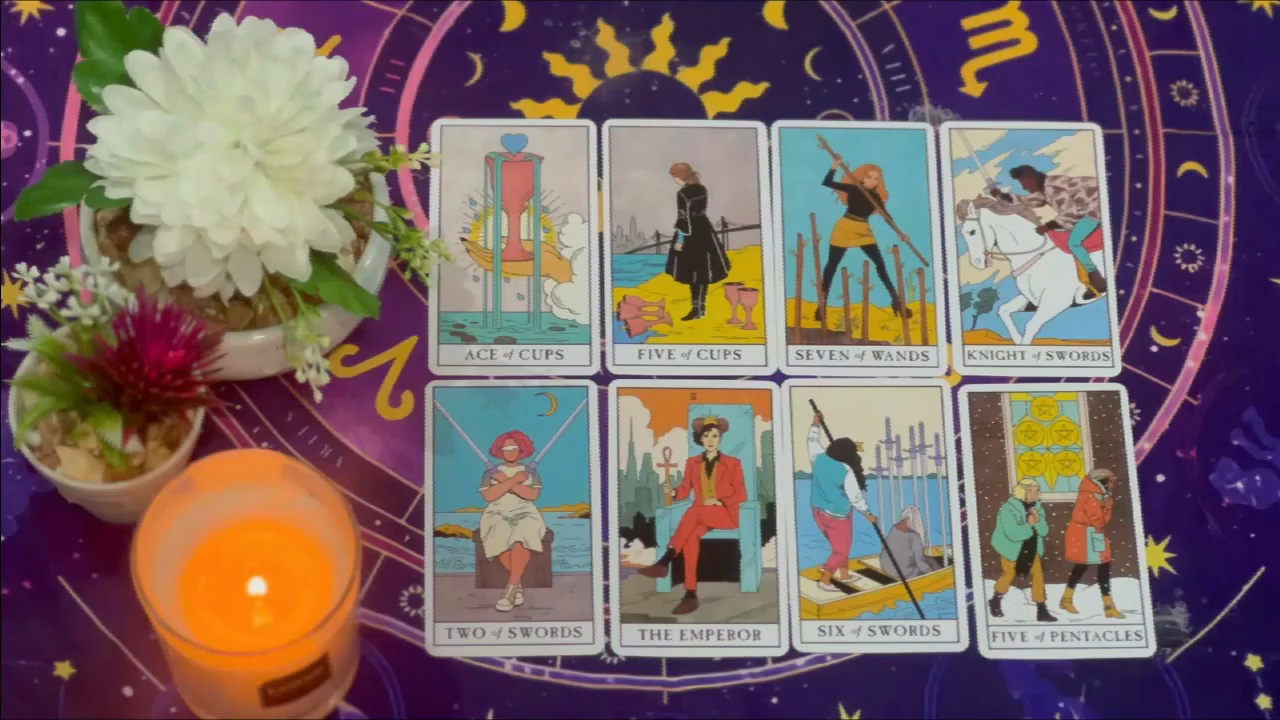 ACE of CUPS
FIVE of CUPS
SEVEN of WANDS
KNIGHT of SWORDS
TWO of SWORDS
THE EMPEROR
SIX of SWORDS
FIVE of PENTACLES